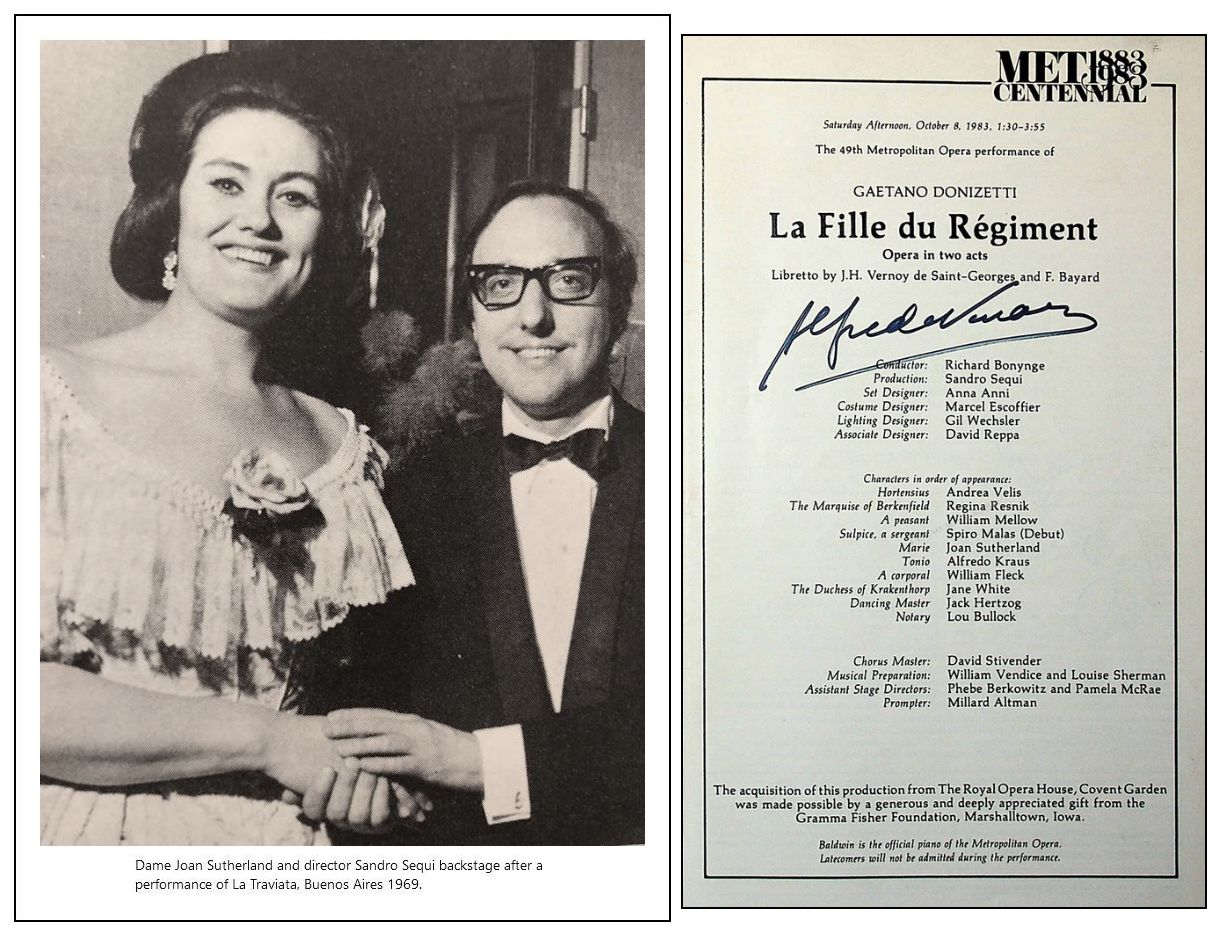 Dame Joan Sutherland and director Sandro Sequi backstage after a
performance of La Traviata, Buenos Aires 1969.
MET 1883
1983
CENTENNIAL
Saturday Afternoon, October 8, 1983, 1:30-3:55
The 49th Metropolitan Opera performance of
GAETANO DONIZETTI
La Fille du Régiment
Opera in two acts
Libretto by J.H. Vernoy de Saint-Georges and F. Bayard
Conductor: Richard Bonynge
Production: Sandro Sequi
Set Designer: Anna Anni
Costume Designer: Marcel Escoffier
Lighting Designer: Gil Wechsler
Associate Designer: David Reppa
Characters in order of appearance:
Hortensius Andrea Velis
The Marquise of Berkenfield Regina Resnik
A peasant William Mellow
Sulpice, a sergeant Spiro Malas (Debut)
Marie Joan Sutherland
Tonio Alfredo Kraus
A corporal William Fleck
The Duchess of Krakenthorp Jane White
Dancing Master Jack Hertzog
Notary Lou Bullock
Chorus Master: David Stivender
Musical Preparation: William Vendice and Louise Sherman
Assistant Stage Directors: Phebe Berkowitz and Pamela McRae
Prompter: Millard Altman
The acquisition of this production from The Royal Opera House, Covent Garden
was made possible by a generous and deeply appreciated gift from the
Gramma Fisher Foundation, Marshalltown, Iowa.
Baldwin is the official piano of the Metropolitan Opera.
Latecomers will not be admitted during the performance.